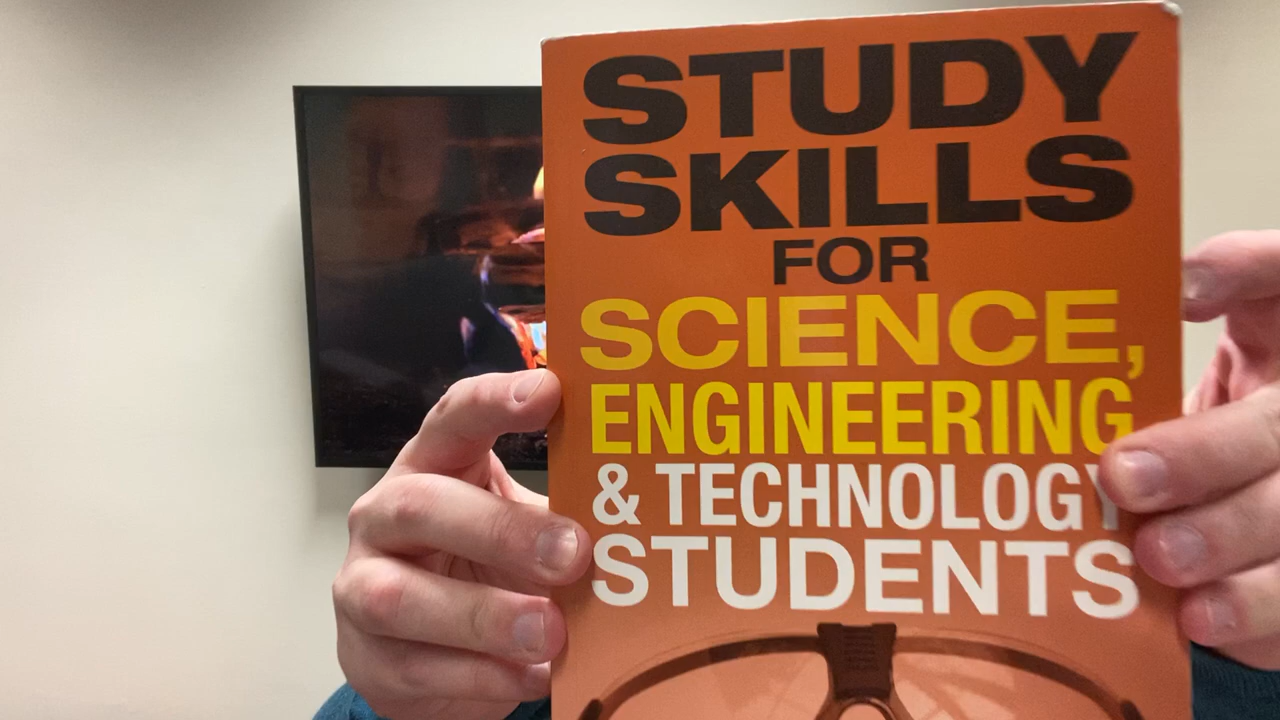 STUDY
SKILLS
FOR
SCIENCE,
ENGINEERING
& TECHNOLOGY
STUDENTS